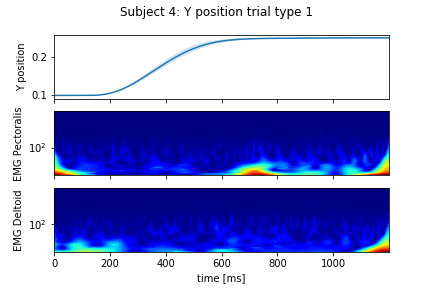 Subject 4: Y position trial type 1
Y position
0.2
0.1
EMG Pectoralis
10²
EMG Deltoid
10²
0 200 400 600 800 1000
time [ms]